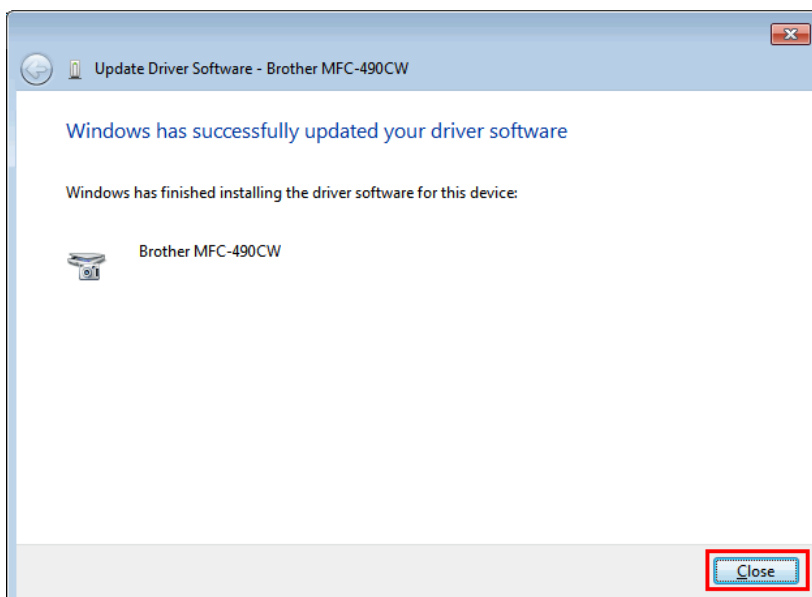 Update Driver Software - Brother MFC-490CW
Windows has successfully updated your driver software
Windows has finished installing the driver software for this device:
Brother MFC-490CW
Close